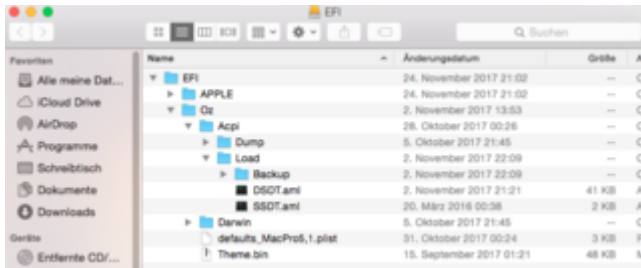 EFI
Suchen
Favoriten
Alle meine Dat...
iCloud Drive
AirDrop
Programme
Schreibtisch
Dokumente
Downloads
Geräte
Entfernte CD/...
Name Änderungsdatum Größe
EFI 24. November 2017 21:02 --
APPLE 24. November 2017 21:02 --
Oz 2. November 2017 13:53 --
Acpi 28. Oktober 2017 00:26 --
Dump 5. Oktober 2017 21:45 --
Load 2. November 2017 22:09 --
Backup 2. November 2017 22:09 --
DSDT.aml 2. November 2017 21:21 41 KB
SSDT.aml 20. März 2016 00:38 2 KB
Darwin 5. Oktober 2017 21:45 --
defaults_MacPro5,1.plist 31. Oktober 2017 00:24 3 KB
Theme.bin 15. September 2017 01:21 48 KB